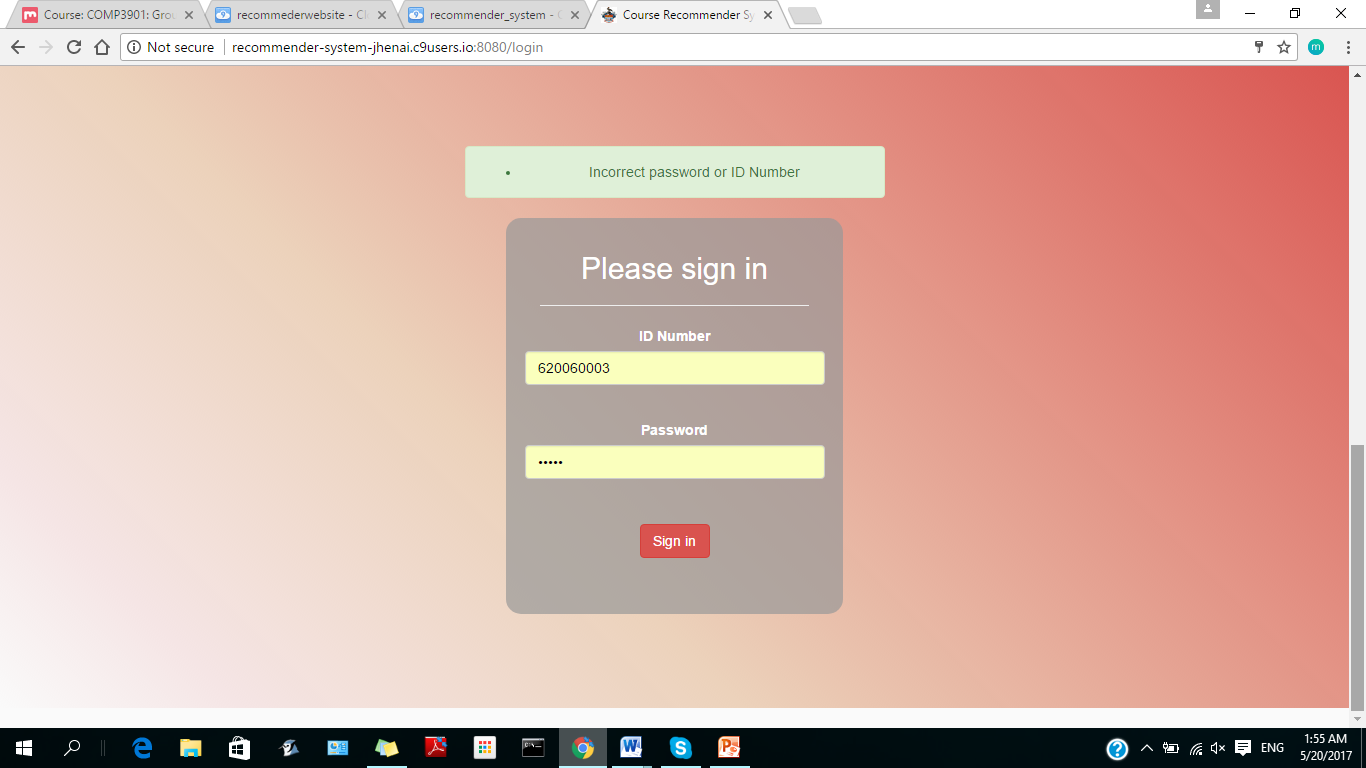 Course: COMP3901: Grou
recommederwebsite - Cl
recommender_system - C
Course Recommender Sy
Not secure
recommender-system-jhenai.c9users.io:8080/login
m
• Incorrect password or ID Number
Please sign in
ID Number
620060003
Password
•••••
Sign in
ENG
1:55 AM
5/20/2017